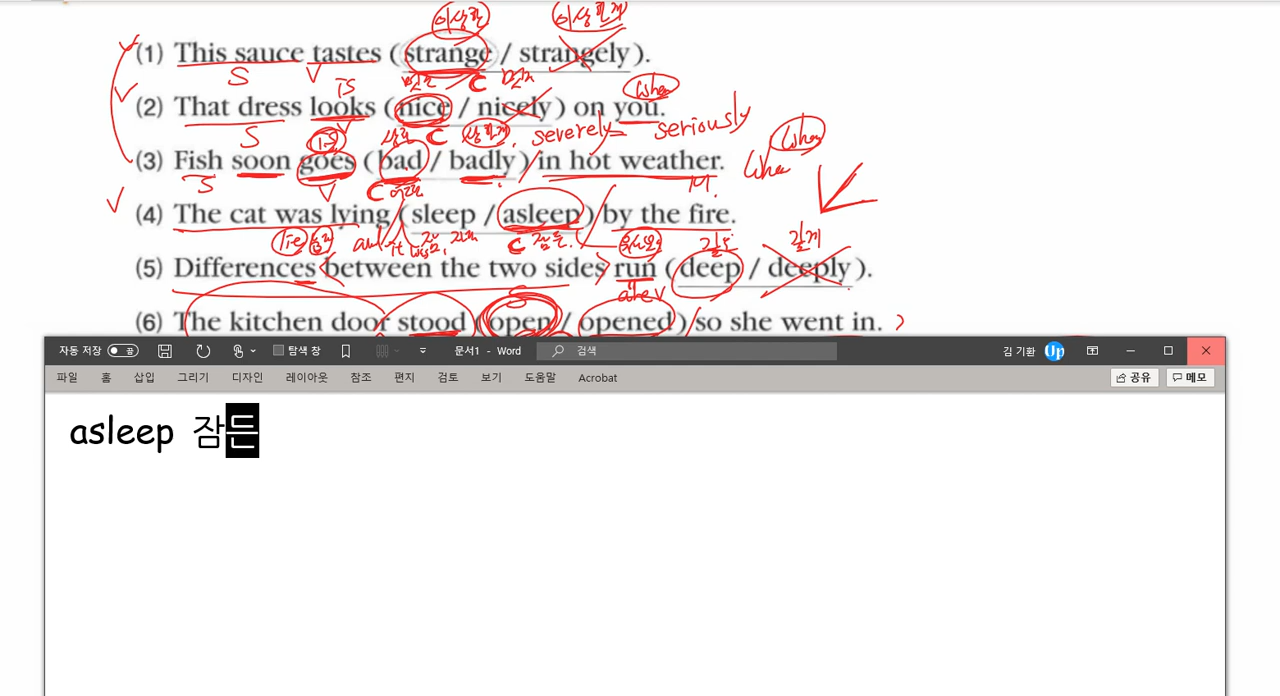 이상한 이상하게
(1) This sauce tastes (strange / strangely).
S V C
(2) That dress looks (nice / nicely) on you.
S V C severely seriously
(3) Fish soon goes (bad / badly) in hot weather.
S V C M.
(4) The cat was lying (sleep / asleep) by the fire.
C 잠든. 깊게
(5) Differences between the two sides run (deep / deeply).
(6) The kitchen door stood (open / opened) so she went in.
자동 저장 끔 탐색 창 문서1 - Word 검색 김 기환 Up
파일 홈 삽입 그리기 디자인 레이아웃 참조 편지 검토 보기 도움말 Acrobat 공유 메모
asleep 잠든